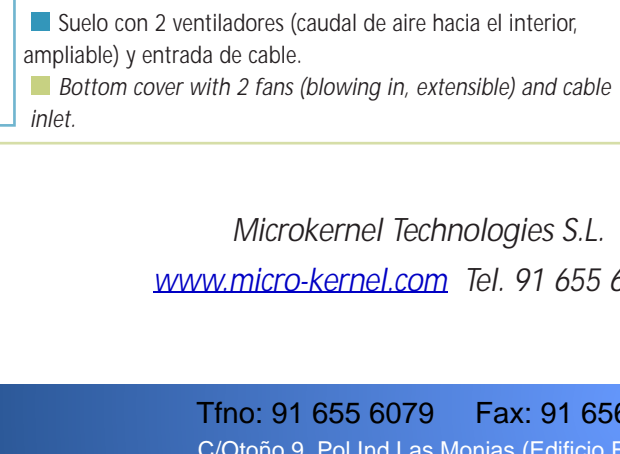 Suelo con 2 ventiladores (caudal de aire hacia el interior,
ampliable) y entrada de cable.
Bottom cover with 2 fans (blowing in, extensible) and cable
inlet.
Microkernel Technologies S.L.
www.micro-kernel.com Tel. 91 655 6
Tfno: 91 655 6079 Fax: 91 656
C/Otoño 9, Pol.Ind.Las Monjas (Edificio